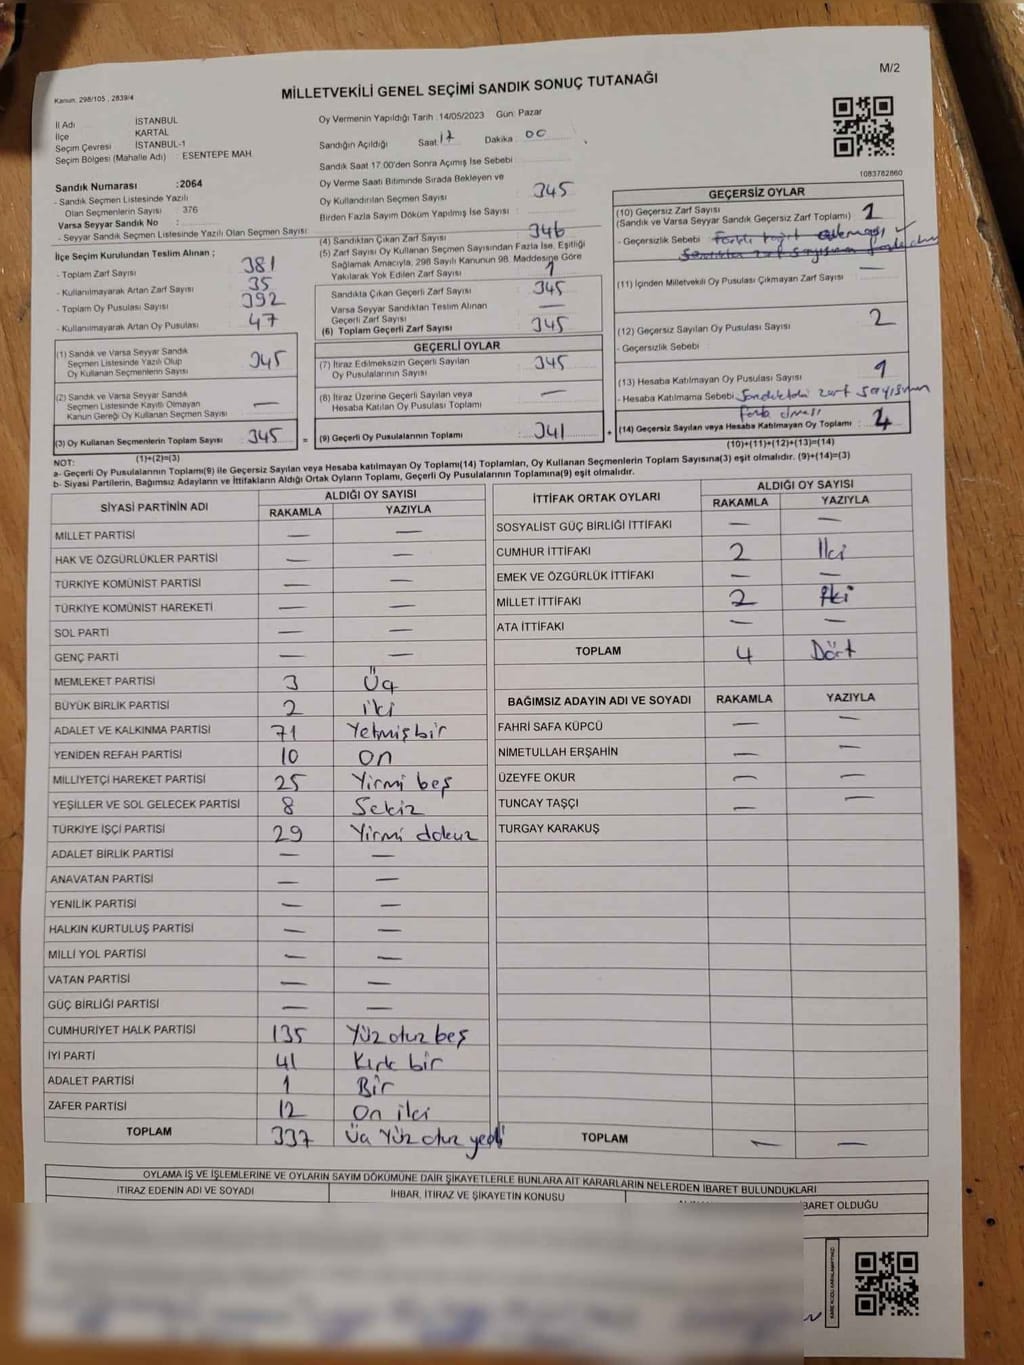 M/2
Kanun, 298/105 , 2839/4
MİLLETVEKİLİ GENEL SEÇİMİ SANDIK SONUÇ TUTANAĞI
İl Adı İSTANBUL
İlçe KARTAL
Seçim Çevresi İSTANBUL-1
Seçim Bölgesi (Mahalle Adı) : ESENTEPE MAH.
Sandık Numarası :2064
- Sandık Seçmen Listesinde Yazılı
Olan Seçmenlerin Sayısı : 376
Varsa Seyyar Sandık No :
- Seyyar Sandık Seçmen Listesinde Yazılı Olan Seçmen Sayısı:
İlçe Seçim Kurulundan Teslim Alınan ;
- Toplam Zarf Sayısı 381
- Kullanılmayarak Artan Zarf Sayısı 35
- Toplam Oy Pusulası Sayısı 392
- Kullanılmayarak Artan Oy Pusulası 47
(1) Sandık ve Varsa Seyyar Sandık
Seçmen Listesinde Yazılı Olup
Oy Kullanan Seçmenlerin Sayısı 345
(2) Sandık ve Varsa Seyyar Sandık
Seçmen Listesinde Kayıtlı Olmayan
Kanun Gereği Oy Kullanan Seçmen Sayısı —
(3) Oy Kullanan Seçmenlerin Toplam Sayısı 345 =
(1)+(2)=(3)
Oy Vermenin Yapıldığı Tarih : 14/05/2023 Gün: Pazar
Sandığın Açıldığı Saat: 17 Dakika : 00
Sandık Saat 17.00'den Sonra Açılmış İse Sebebi :
Oy Verme Saati Bitiminde Sırada Bekleyen ve
Oy Kullandırılan Seçmen Sayısı : 345
Birden Fazla Sayım Döküm Yapılmış İse Sayısı :
(4) Sandıktan Çıkan Zarf Sayısı 346
(5) Zarf Sayısı Oy Kullanan Seçmen Sayısından Fazla İse, Eşitliği
Sağlamak Amacıyla, 298 Sayılı Kanunun 98. Maddesine Göre
Yakılarak Yok Edilen Zarf Sayısı 1
Sandıkta Çıkan Geçerli Zarf Sayısı 345
Varsa Seyyar Sandıktan Teslim Alınan
Geçerli Zarf Sayısı —
(6) Toplam Geçerli Zarf Sayısı 345
GEÇERLİ OYLAR
(7) İtiraz Edilmeksizin Geçerli Sayılan
Oy Pusulalarının Sayısı 345
(8) İtiraz Üzerine Geçerli Sayılan veya
Hesaba Katılan Oy Pusulası Toplamı —
(9) Geçerli Oy Pusulalarının Toplamı 341 +
1083782860
GEÇERSİZ OYLAR
(10) Geçersiz Zarf Sayısı
(Sandık ve Varsa Seyyar Sandık Geçersiz Zarf Toplamı) 1
- Geçersizlik Sebebi :
(11) İçinden Milletvekili Oy Pusulası Çıkmayan Zarf Sayısı —
(12) Geçersiz Sayılan Oy Pusulası Sayısı 2
- Geçersizlik Sebebi
(13) Hesaba Katılmayan Oy Pusulası Sayısı 1
- Hesaba Katılmama Sebebi Sandıktaki zarf sayısının
fazla olması
(14) Geçersiz Sayılan veya Hesaba Katılmayan Oy Toplamı : 4
(10)+(11)+(12)+(13)=(14)
NOT:
a- Geçerli Oy Pusulalarının Toplamı(9) ile Geçersiz Sayılan veya Hesaba katılmayan Oy Toplamı(14) Toplamları, Oy Kullanan Seçmenlerin Toplam Sayısına(3) eşit olmalıdır. (9)+(14)=(3)
b- Siyasi Partilerin, Bağımsız Adayların ve İttifakların Aldığı Ortak Oyların Toplamı, Geçerli Oy Pusulalarının Toplamına(9) eşit olmalıdır.
SİYASİ PARTİNİN ADI ALDIĞI OY SAYISI
RAKAMLA YAZIYLA
MİLLET PARTİSİ — —
HAK VE ÖZGÜRLÜKLER PARTİSİ — —
TÜRKİYE KOMÜNİST PARTİSİ — —
TÜRKİYE KOMÜNİST HAREKETİ — —
SOL PARTİ — —
GENÇ PARTİ — —
MEMLEKET PARTİSİ 3 Üç
BÜYÜK BİRLİK PARTİSİ 2 iki
ADALET VE KALKINMA PARTİSİ 71 Yetmişbir
YENİDEN REFAH PARTİSİ 10 On
MİLLİYETÇİ HAREKET PARTİSİ 25 Yirmi beş
YEŞİLLER VE SOL GELECEK PARTİSİ 8 Sekiz
TÜRKİYE İŞÇİ PARTİSİ 29 Yirmi dokuz
ADALET BİRLİK PARTİSİ — —
ANAVATAN PARTİSİ — —
YENİLİK PARTİSİ — —
HALKIN KURTULUŞ PARTİSİ — —
MİLLİ YOL PARTİSİ — —
VATAN PARTİSİ — —
GÜÇ BİRLİĞİ PARTİSİ — —
CUMHURİYET HALK PARTİSİ 135 Yüz otuz beş
İYİ PARTİ 41 Kırk bir
ADALET PARTİSİ 1 Bir
ZAFER PARTİSİ 12 On iki
TOPLAM 337 Üç Yüz otuz yedi
İTTİFAK ORTAK OYLARI ALDIĞI OY SAYISI
RAKAMLA YAZIYLA
SOSYALİST GÜÇ BİRLİĞİ İTTİFAKI — —
CUMHUR İTTİFAKI 2 İki
EMEK VE ÖZGÜRLÜK İTTİFAKI — —
MİLLET İTTİFAKI 2 İki
ATA İTTİFAKI — —
TOPLAM 4 Dört
BAĞIMSIZ ADAYIN ADI VE SOYADI RAKAMLA YAZIYLA
FAHRİ SAFA KÜPCÜ — —
NİMETULLAH ERŞAHİN — —
ÜZEYFE OKUR — —
TUNCAY TAŞÇI — —
TURGAY KARAKUŞ
TOPLAM — —
OYLAMA İŞ VE İŞLEMLERİNE VE OYLARIN SAYIM DÖKÜMÜNE DAİR ŞİKAYETLERLE BUNLARA AİT KARARLARIN NELERDEN İBARET BULUNDUKLARI
İTİRAZ EDENİN ADI VE SOYADI İHBAR, İTİRAZ VE ŞİKAYETİN KONUSU BARET OLDUĞU